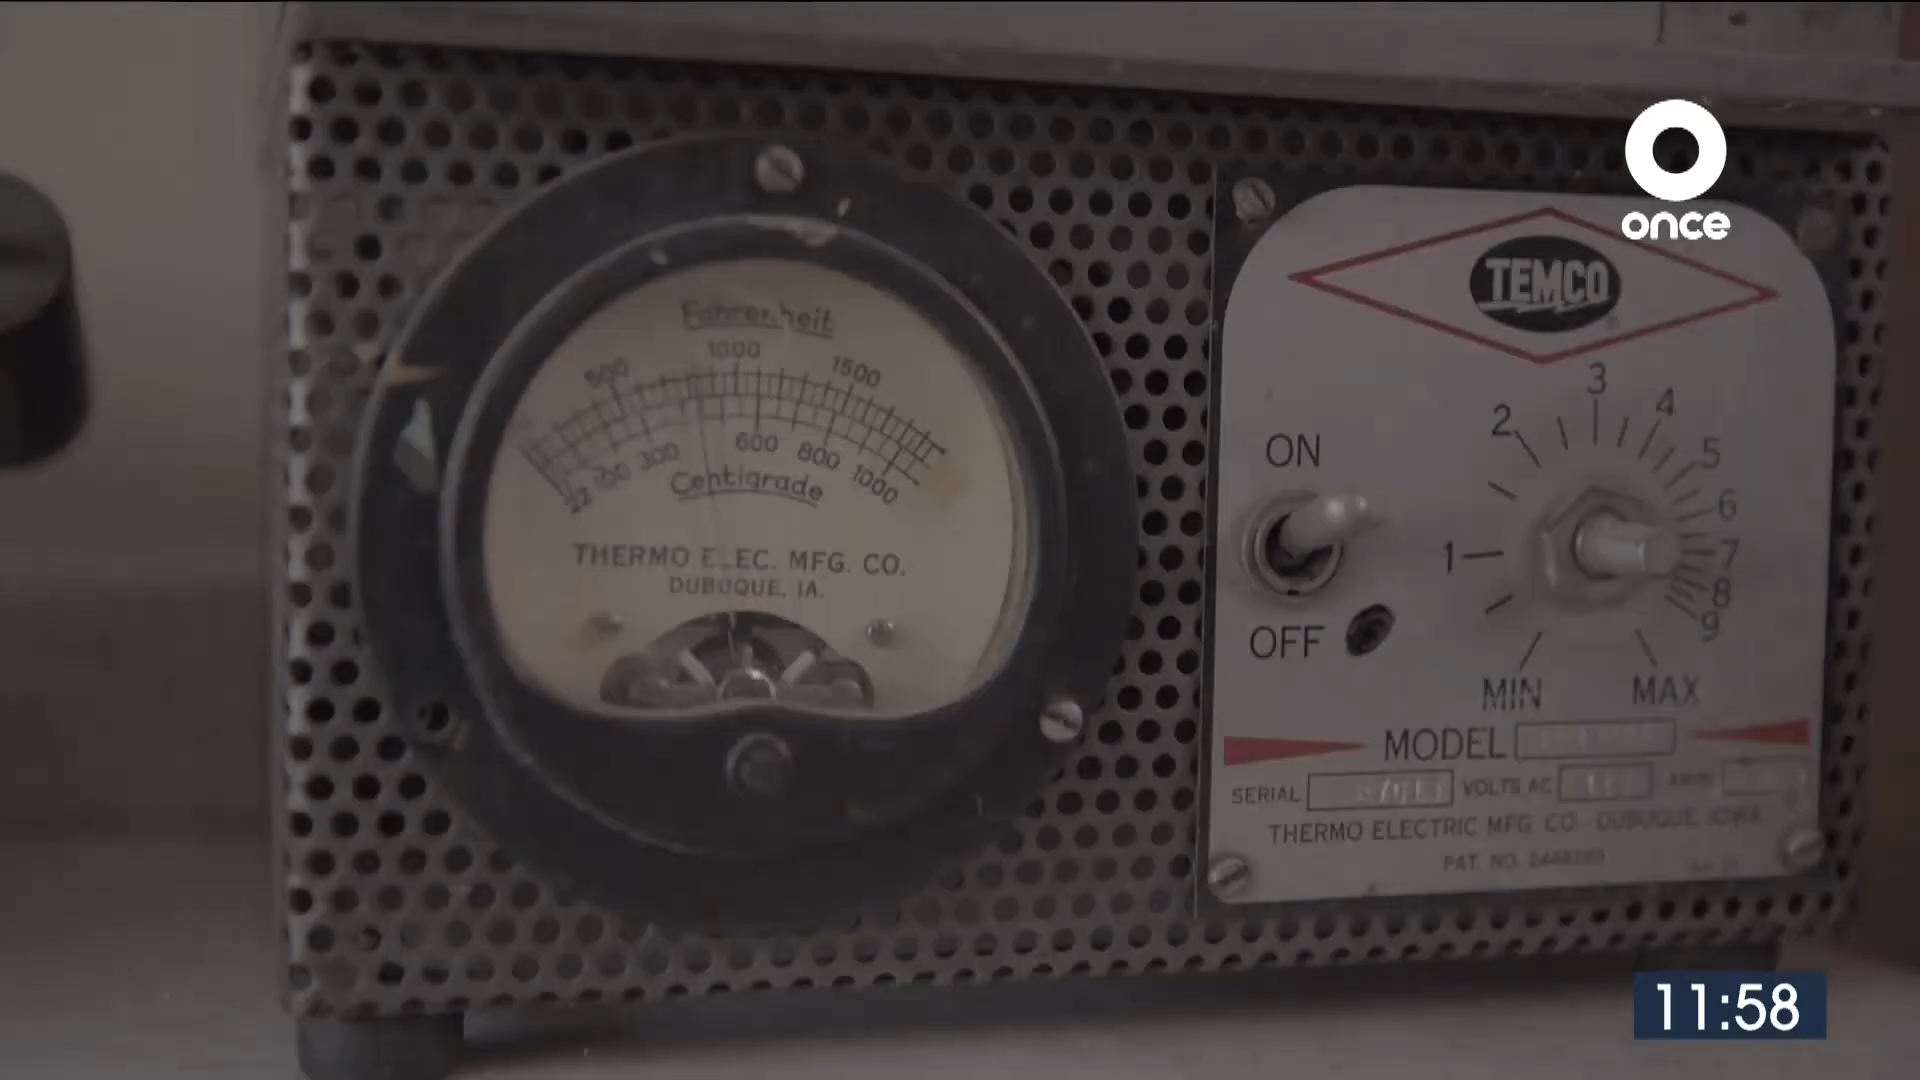 once
TEMCO
Fahrenheit
500 1000 1500
22 100 300 600 800 1000
Centigrade
THERMO ELEC. MFG. CO.
DUBUQUE, IA.
ON
OFF
1 2 3 4 5 6 7 8 9
MIN MAX
MODEL
SERIAL VOLTS AC
THERMO ELECTRIC MFG CO DUBUQUE, IOWA
PAT. NO.
11:58